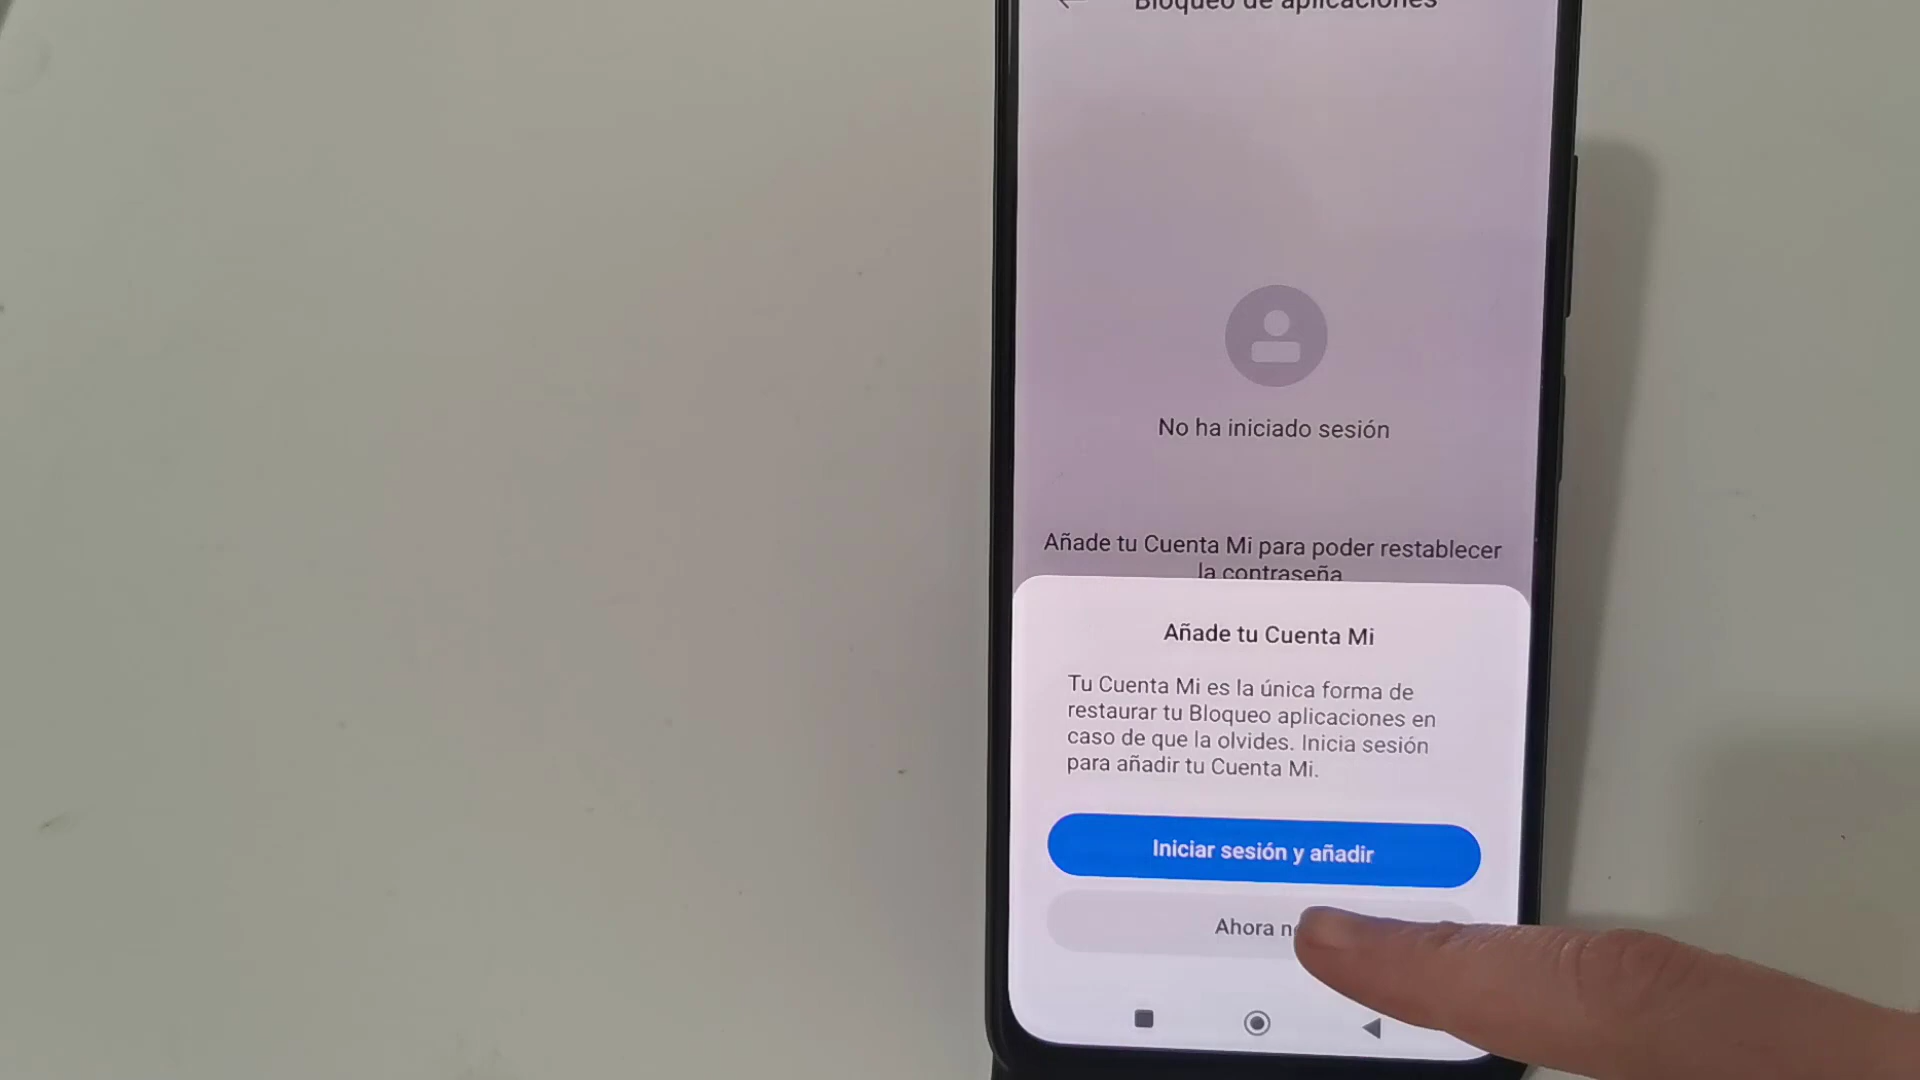 Bloqueo de aplicaciones
No ha iniciado sesión
Añade tu Cuenta Mi para poder restablecer
la contraseña
Añade tu Cuenta Mi
Tu Cuenta Mi es la única forma de
restaurar tu Bloqueo aplicaciones en
caso de que la olvides. Inicia sesión
para añadir tu Cuenta Mi.
Iniciar sesión y añadir
Ahora